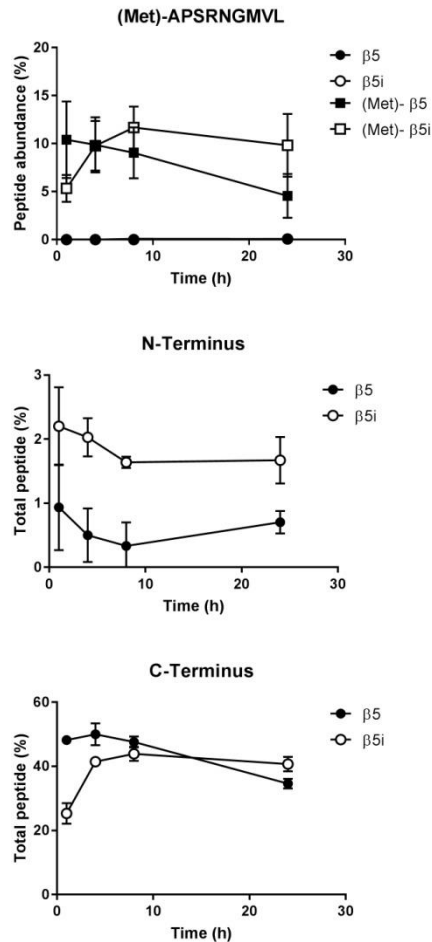 (Met)-APSRNGMVL
β5
β5i
(Met)- β5
(Met)- β5i
Peptide abundance (%)
20
15
10
5
0
0 10 20 30
Time (h)
N-Terminus
β5
β5i
Total peptide (%)
3
2
1
0
0 10 20 30
Time (h)
C-Terminus
β5
β5i
Total peptide (%)
60
40
20
0
0 10 20 30
Time (h)